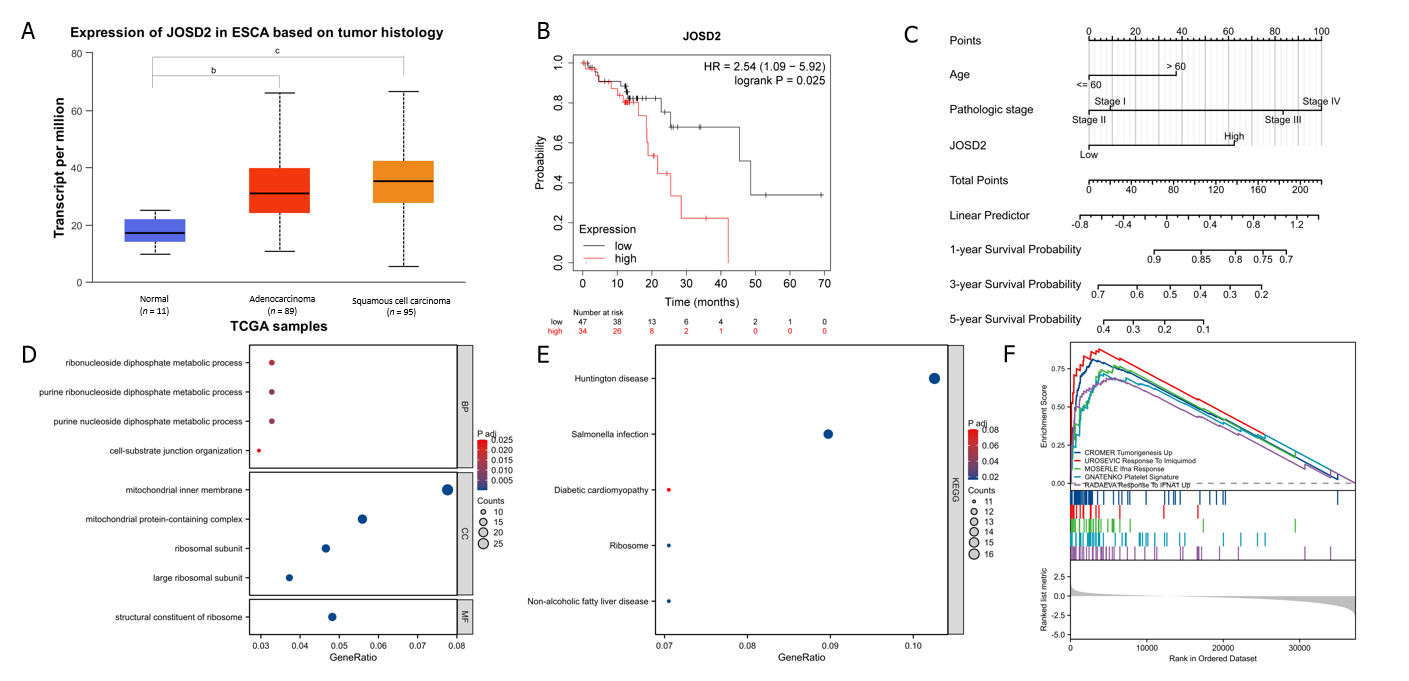 A
Expression of JOSD2 in ESCA based on tumor histology
Transcript per million
80
60
40
20
0
c
b
Normal
(n = 11)
Adenocarcinoma
(n = 89)
Squamous cell carcinoma
(n = 95)
TCGA samples
B
JOSD2
HR = 2.54 (1.09 − 5.92)
logrank P = 0.025
Probability
1.0
0.8
0.6
0.4
0.2
0.0
Expression
low
high
0 10 20 30 40 50 60 70
Time (months)
Number at risk
low 47 38 13 6 4 2 1 0
high 34 26 8 2 1 0 0 0
C
Points
0 20 40 60 80 100
Age
> 60
<= 60
Pathologic stage
Stage I
Stage IV
Stage II
Stage III
JOSD2
High
Low
Total Points
0 40 80 120 160 200
Linear Predictor
-0.8 -0.4 0 0.4 0.8 1.2
1-year Survival Probability
0.9 0.85 0.8 0.75 0.7
3-year Survival Probability
0.7 0.6 0.5 0.4 0.3 0.2
5-year Survival Probability
0.4 0.3 0.2 0.1
D
ribonucleoside diphosphate metabolic process
purine ribonucleoside diphosphate metabolic process
purine nucleoside diphosphate metabolic process
cell-substrate junction organization
BP
mitochondrial inner membrane
mitochondrial protein-containing complex
ribosomal subunit
large ribosomal subunit
CC
structural constituent of ribosome
MF
0.03 0.04 0.05 0.06 0.07 0.08
GeneRatio
P adj
0.025
0.020
0.015
0.010
0.005
Counts
10
15
20
25
E
Huntington disease
Salmonella infection
Diabetic cardiomyopathy
Ribosome
Non-alcoholic fatty liver disease
KEGG
0.07 0.08 0.09 0.10
GeneRatio
P adj
0.08
0.06
0.04
0.02
Counts
11
12
13
14
15
16
F
Enrichment Score
0.75
0.50
0.25
0.00
CROMER Tumorigenesis Up
UROSEVIC Response To Imiquimod
MOSERLE Ifna Response
GNATENKO Platelet Signature
RADAEVA Response To IFNA1 Up
Ranked list metric
2.5
0.0
-2.5
-5.0
0 10000 20000 30000
Rank in Ordered Dataset